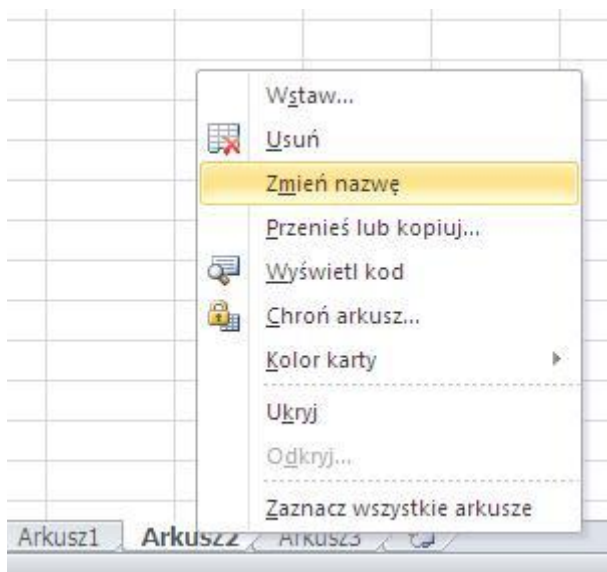 Wstaw...
Usuń
Zmień nazwę
Przenieś lub kopiuj...
Wyświetl kod
Chroń arkusz...
Kolor karty
Ukryj
Odkryj...
Zaznacz wszystkie arkusze
Arkusz1 Arkusz2 Arkusz3